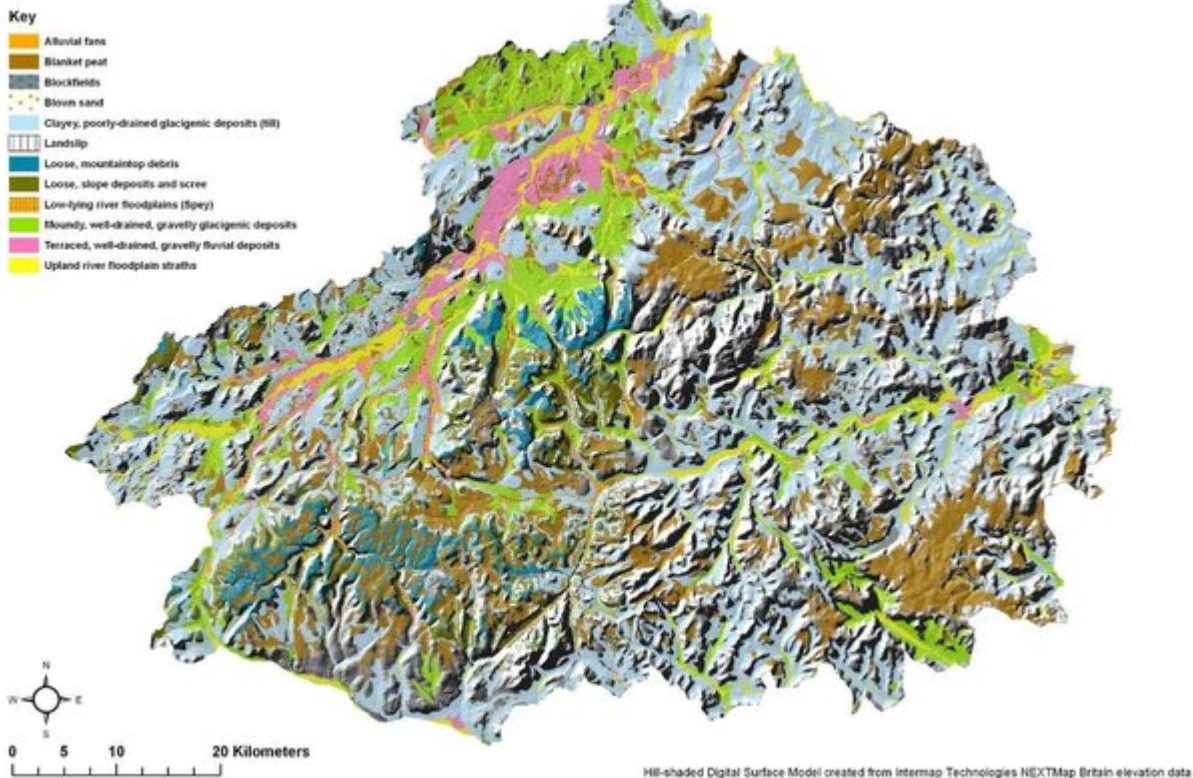 Key
Alluvial fans
Blanket peat
Blockfields
Blown sand
Clayey, poorly-drained glacigenic deposits (till)
Landslip
Loose, mountaintop debris
Loose, slope deposits and scree
Low-lying river floodplains (Spey)
Moundy, well-drained, gravelly glacigenic deposits
Terraced, well-drained, gravelly fluvial deposits
Upland river floodplain straths
N
W E
S
0 5 10 20 Kilometers
Hill-shaded Digital Surface Model created from Intermap Technologies NEXTMap Britain elevation data